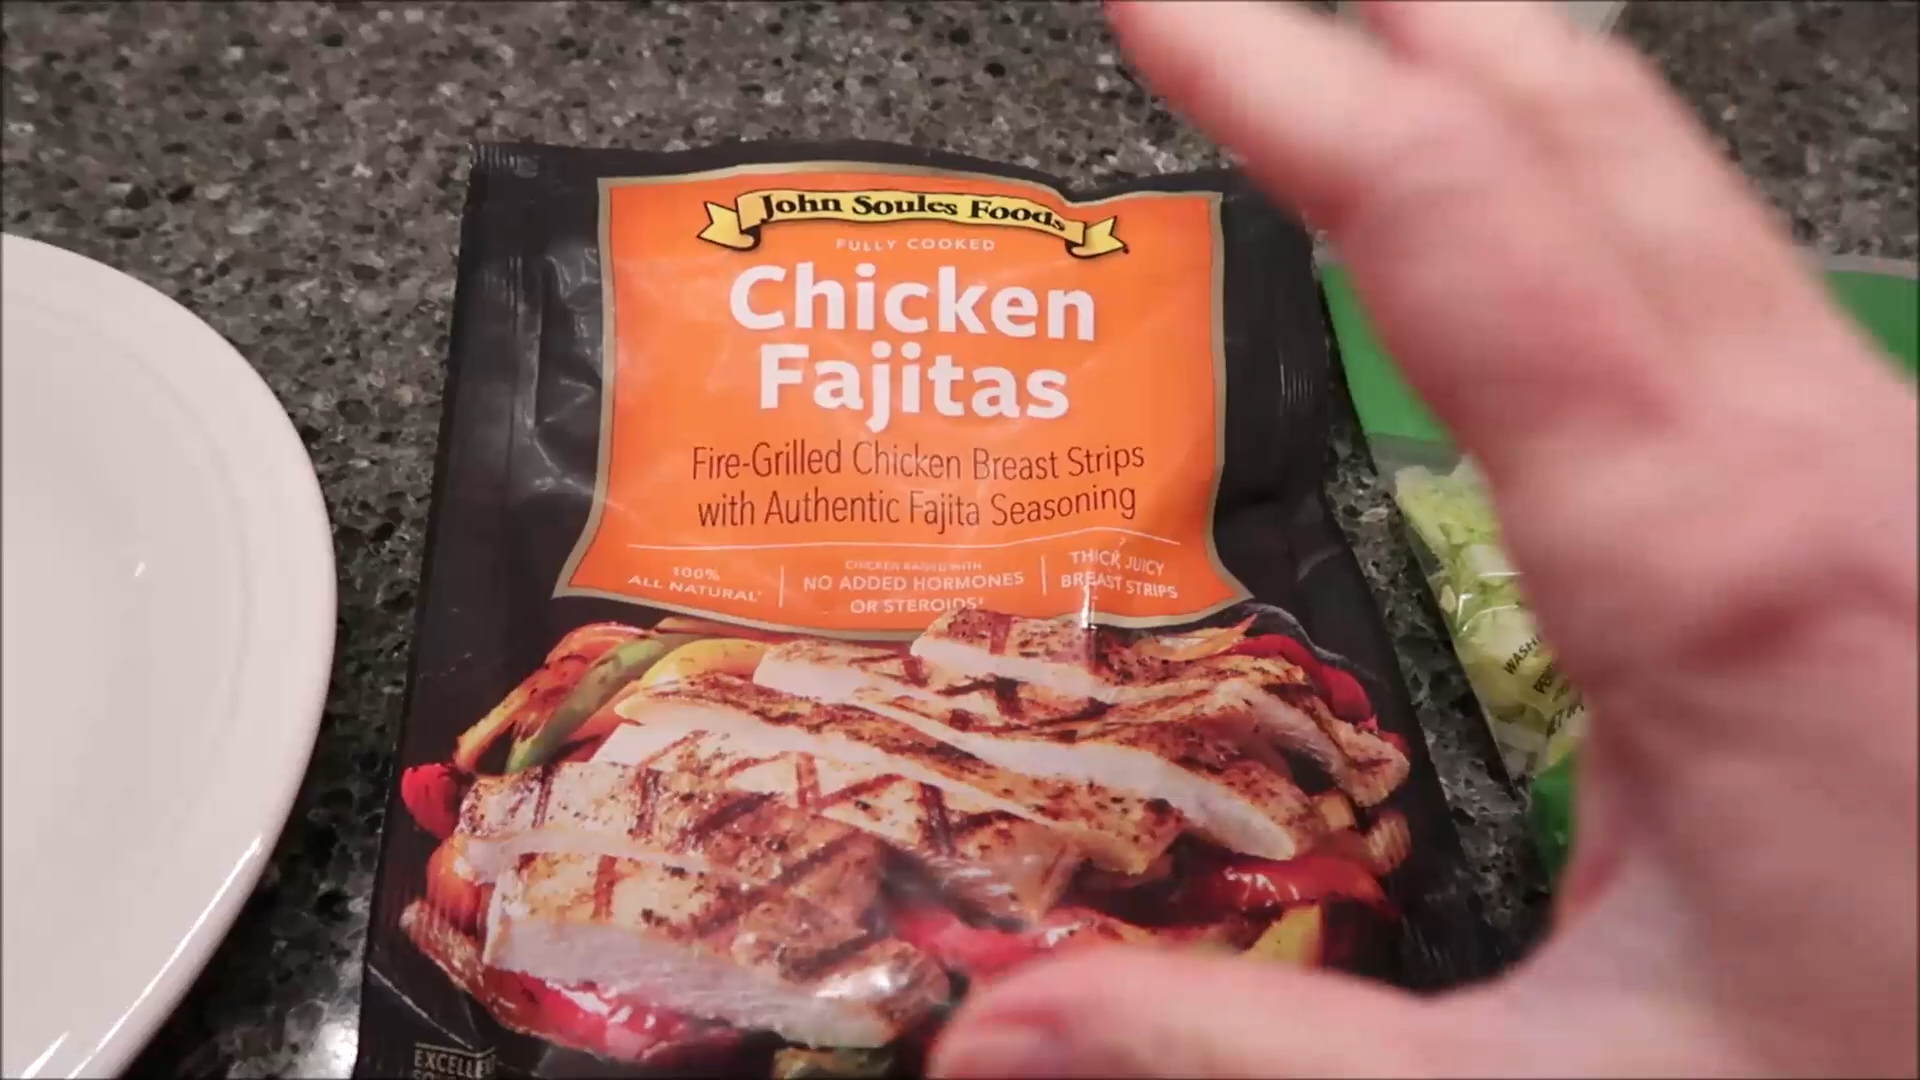 John Soules Foods
FULLY COOKED
Chicken
Fajitas
Fire-Grilled Chicken Breast Strips
with Authentic Fajita Seasoning
100%
ALL NATURAL*
CHICKEN RAISED WITH
NO ADDED HORMONES
OR STEROIDS†
THICK, JUICY
BREAST STRIPS